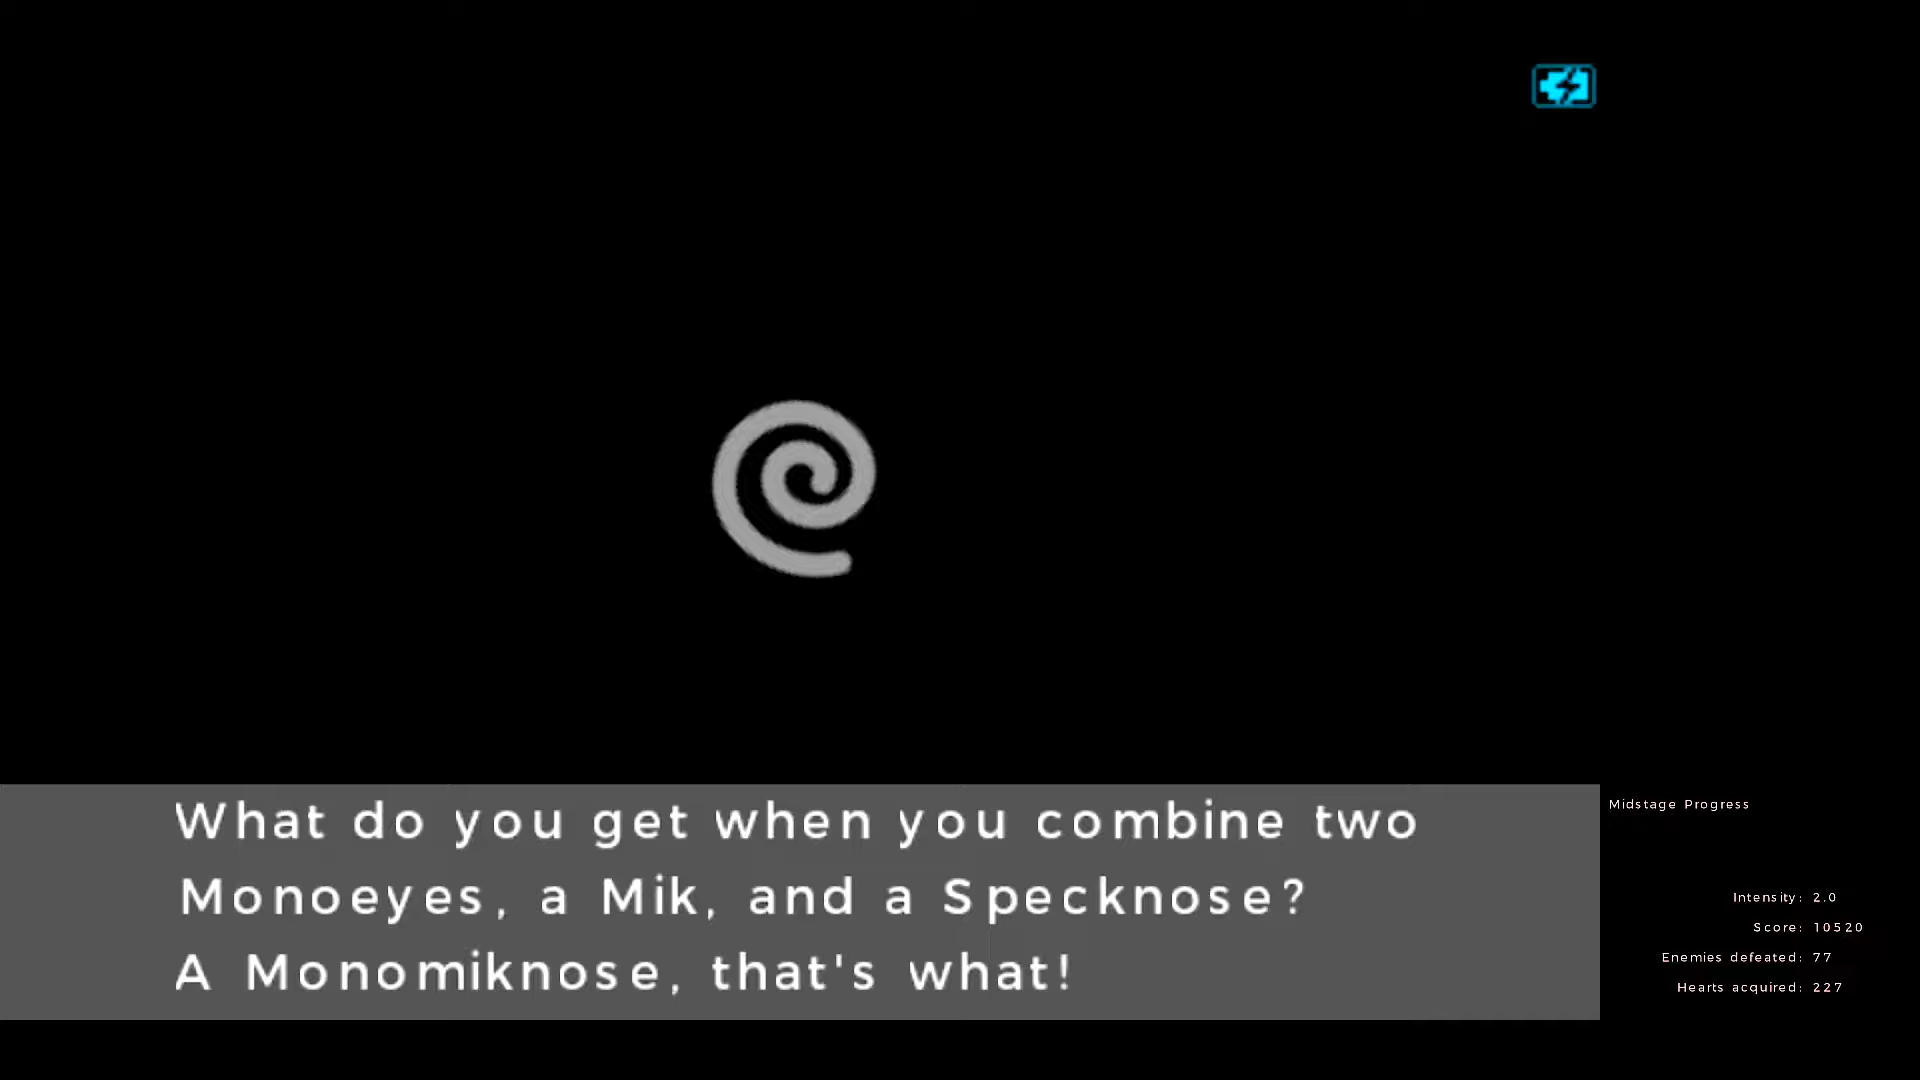 What do you get when you combine two
Monoeyes, a Mik, and a Specknose?
A Monomiknose, that's what!
Midstage Progress
Intensity: 2.0
Score: 10520
Enemies defeated: 77
Hearts acquired: 227